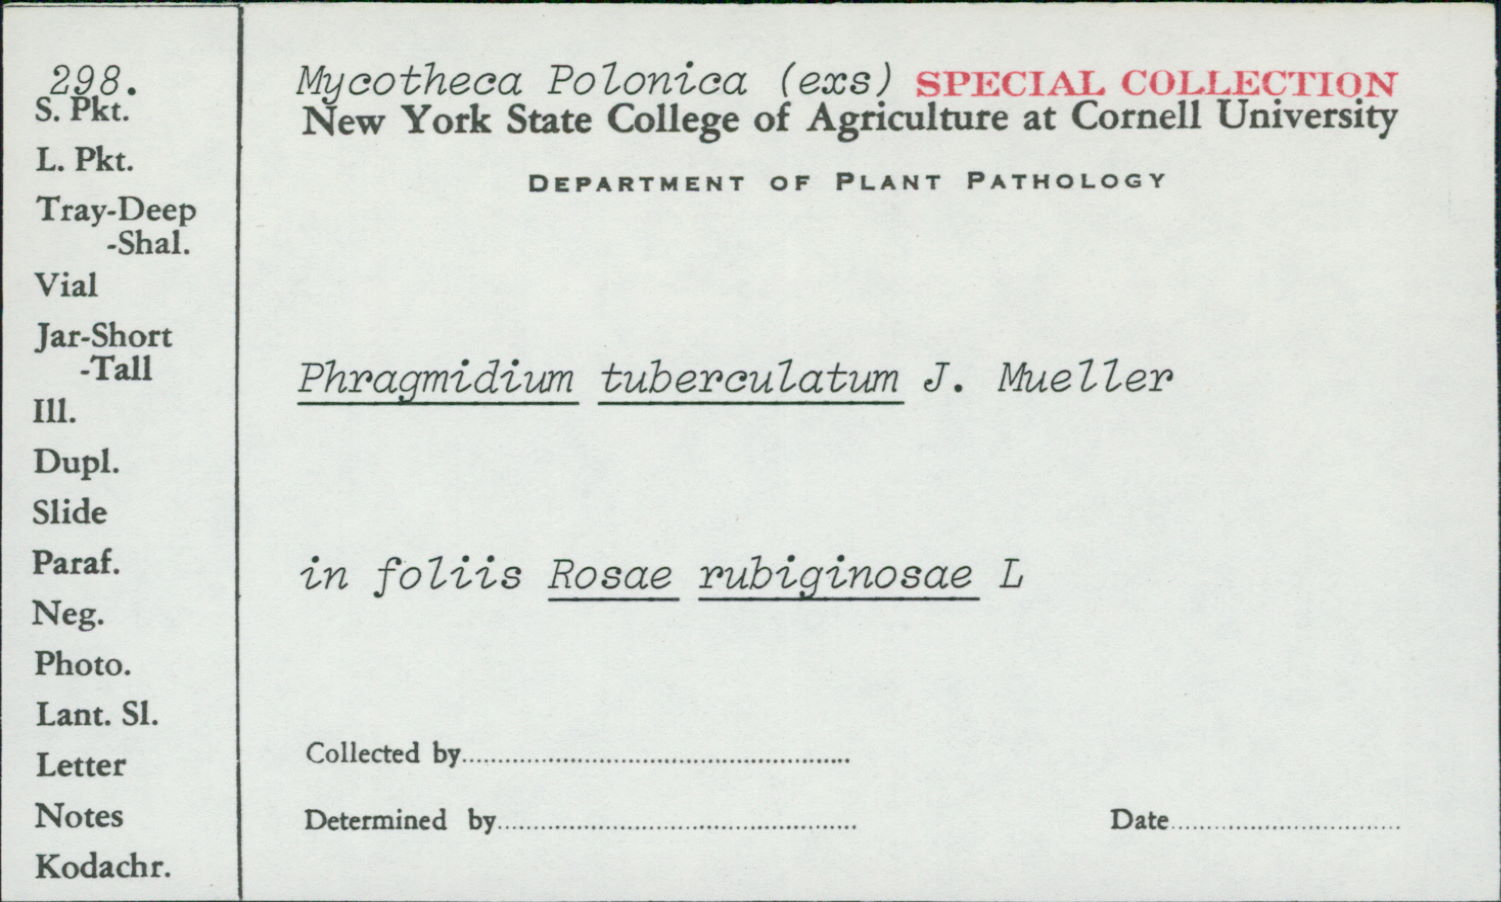 298.
S. Pkt.
L. Pkt.
Tray-Deep
-Shal.
Vial
Jar-Short
-Tall
Ill.
Dupl.
Slide
Paraf.
Neg.
Photo.
Lant. Sl.
Letter
Notes
Kodachr.
Mycotheca Polonica (exs) SPECIAL COLLECTION
New York State College of Agriculture at Cornell University
DEPARTMENT OF PLANT PATHOLOGY
Phragmidium tuberculatum J. Mueller
in foliis Rosae rubiginosae L
Collected by
Determined by Date